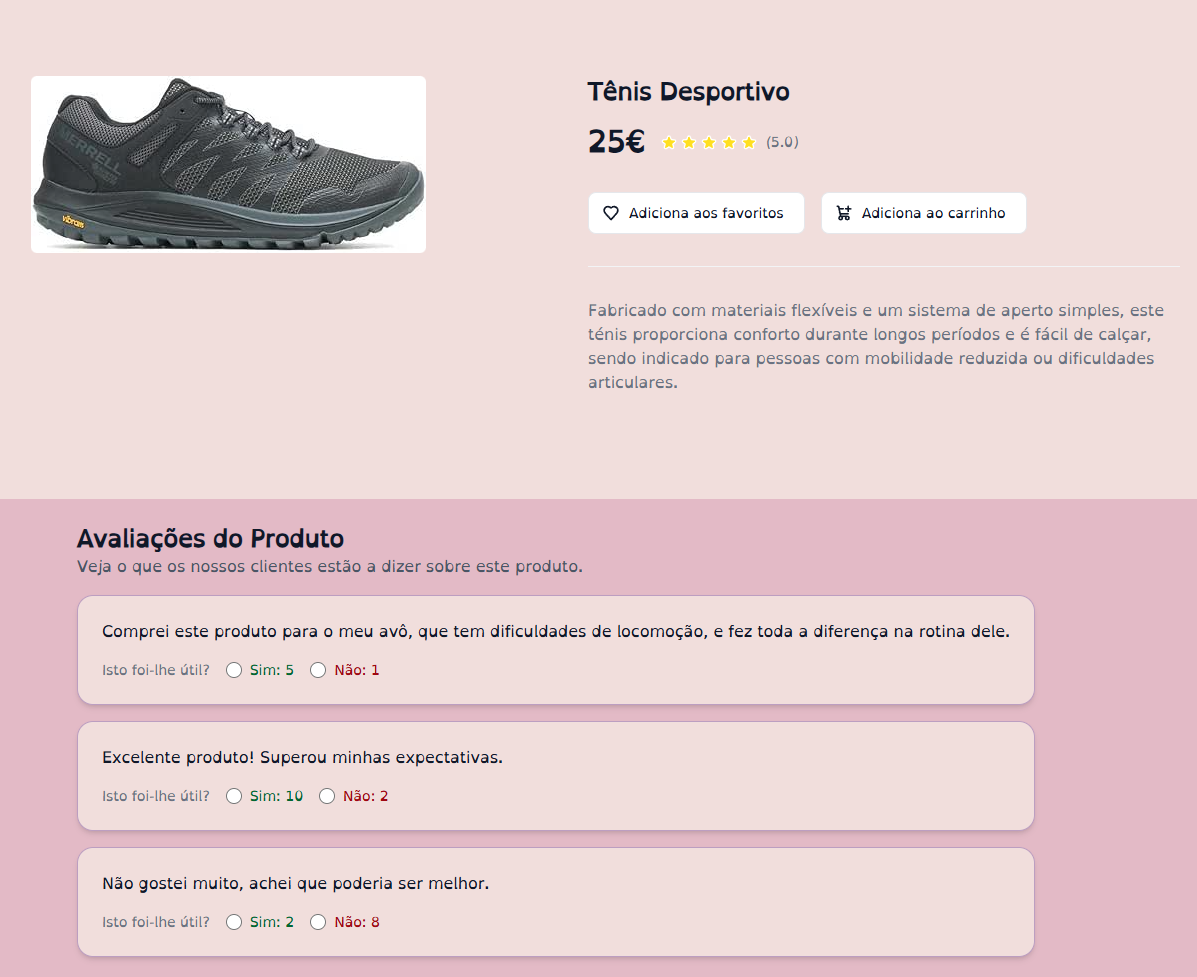 MERRELL
vibram
Tênis Desportivo
25€ (5.0)
Adiciona aos favoritos Adiciona ao carrinho
Fabricado com materiais flexíveis e um sistema de aperto simples, este
ténis proporciona conforto durante longos períodos e é fácil de calçar,
sendo indicado para pessoas com mobilidade reduzida ou dificuldades
articulares.
Avaliações do Produto
Veja o que os nossos clientes estão a dizer sobre este produto.
Comprei este produto para o meu avô, que tem dificuldades de locomoção, e fez toda a diferença na rotina dele.
Isto foi-lhe útil? Sim: 5 Não: 1
Excelente produto! Superou minhas expectativas.
Isto foi-lhe útil? Sim: 10 Não: 2
Não gostei muito, achei que poderia ser melhor.
Isto foi-lhe útil? Sim: 2 Não: 8